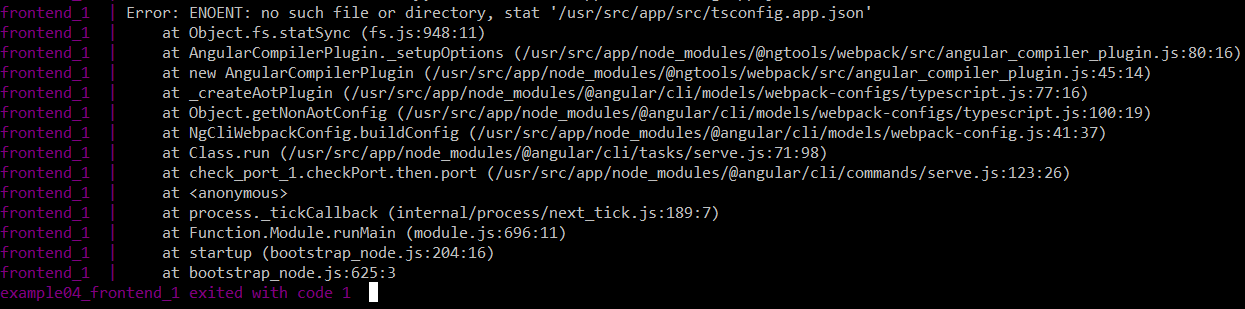 frontend_1 | Error: ENOENT: no such file or directory, stat '/usr/src/app/src/tsconfig.app.json'
frontend_1 | at Object.fs.statSync (fs.js:948:11)
frontend_1 | at AngularCompilerPlugin._setupOptions (/usr/src/app/node_modules/@ngtools/webpack/src/angular_compiler_plugin.js:80:16)
frontend_1 | at new AngularCompilerPlugin (/usr/src/app/node_modules/@ngtools/webpack/src/angular_compiler_plugin.js:45:14)
frontend_1 | at _createAotPlugin (/usr/src/app/node_modules/@angular/cli/models/webpack-configs/typescript.js:77:16)
frontend_1 | at Object.getNonAotConfig (/usr/src/app/node_modules/@angular/cli/models/webpack-configs/typescript.js:100:19)
frontend_1 | at NgCliWebpackConfig.buildConfig (/usr/src/app/node_modules/@angular/cli/models/webpack-config.js:41:37)
frontend_1 | at Class.run (/usr/src/app/node_modules/@angular/cli/tasks/serve.js:71:98)
frontend_1 | at check_port_1.checkPort.then.port (/usr/src/app/node_modules/@angular/cli/commands/serve.js:123:26)
frontend_1 | at <anonymous>
frontend_1 | at process._tickCallback (internal/process/next_tick.js:189:7)
frontend_1 | at Function.Module.runMain (module.js:696:11)
frontend_1 | at startup (bootstrap_node.js:204:16)
frontend_1 | at bootstrap_node.js:625:3
example04_frontend_1 exited with code 1